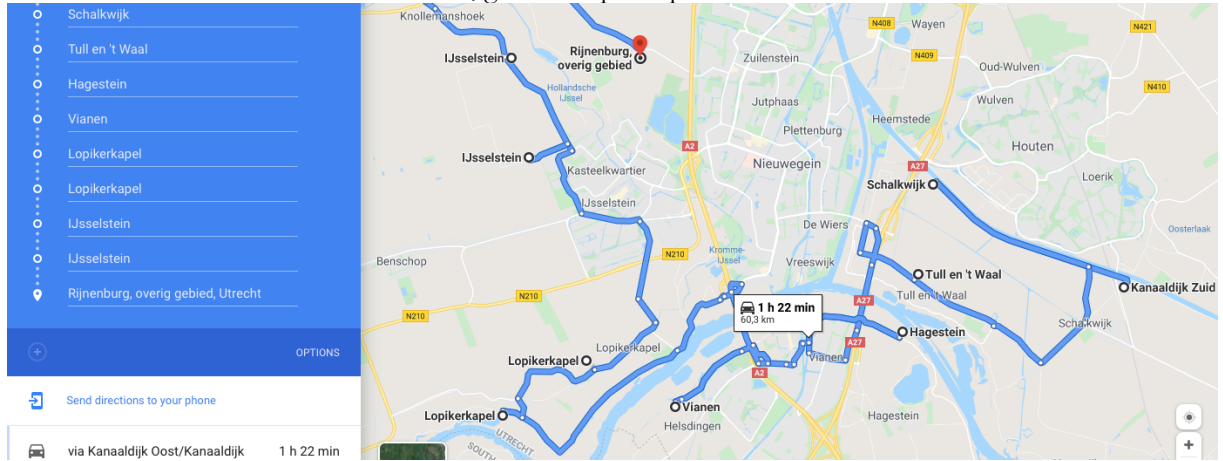 Schalkwijk
Tull en 't Waal
Hagestein
Vianen
Lopikerkapel
Lopikerkapel
IJsselstein
IJsselstein
Rijnenburg, overig gebied, Utrecht
OPTIONS
Send directions to your phone
via Kanaaldijk Oost/Kanaaldijk 1 h 22 min
Knollemanshoek
N408
Wayen
N421
IJsselstein
Rijnenburg,
overig gebied
Zuilenstein
N409
Oud-Wulven
N410
Hollandsche
IJssel
Jutphaas
Wulven
Plettenburg
Heemstede
Houten
A2
IJsselstein
Kasteelkwartier
Nieuwegein
A27
Loerik
Schalkwijk
IJsselstein
De Wiers
Oosterlaak
Benschop
N210
Kromme-
IJssel
Vreeswijk
Tull en 't Waal
Kanaaldijk Zuid
N210
1 h 22 min
60,3 km
A27
Tull en 't Waal
N210
Schalkwijk
Hagestein
Lopikerkapel
Lopikerkapel
A27
Vianen
A2
Lopikerkapel
Vianen
Helsdingen
Hagestein
UTRECHT
SOUTH